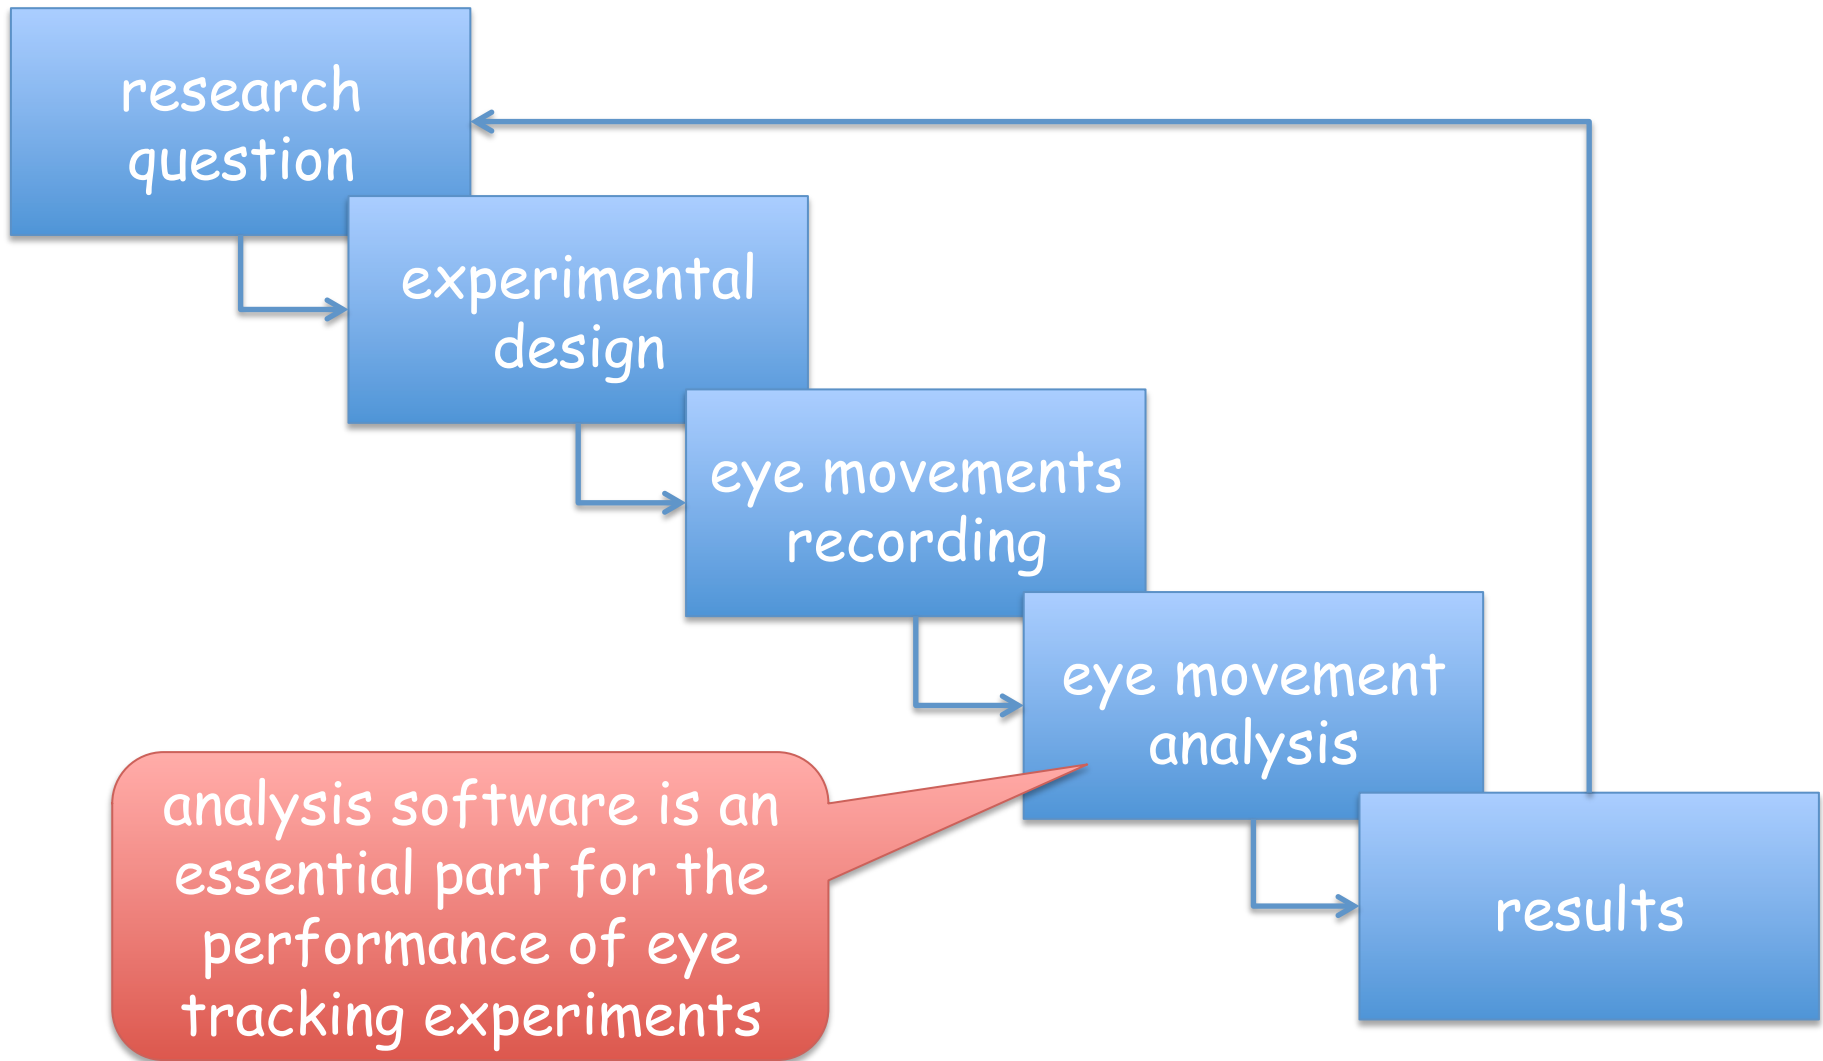 research
question
experimental
design
eye movements
recording
eye movement
analysis
analysis software is an
essential part for the
performance of eye
tracking experiments
results